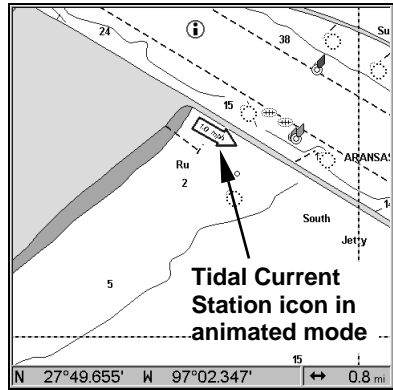 24
38
Su
15
1.0 mph
ARANSAS
Ru
2
14
South
Jetty
5
Tidal Current
Station icon in
animated mode
15
N 27°49.655' W 97°02.347' ↔ 0.8 mi